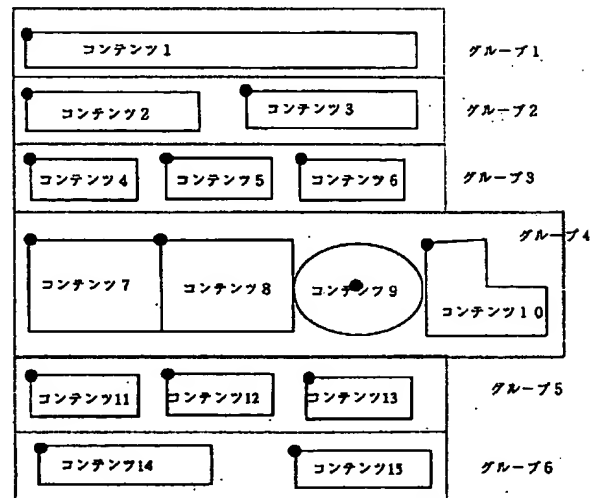 コンテンツ1 グループ1
コンテンツ2 コンテンツ3 グループ2
コンテンツ4 コンテンツ5 コンテンツ6 グループ3
グループ4
コンテンツ7 コンテンツ8 コンテンツ9 コンテンツ10
コンテンツ11 コンテンツ12 コンテンツ13 グループ5
コンテンツ14 コンテンツ15 グループ6